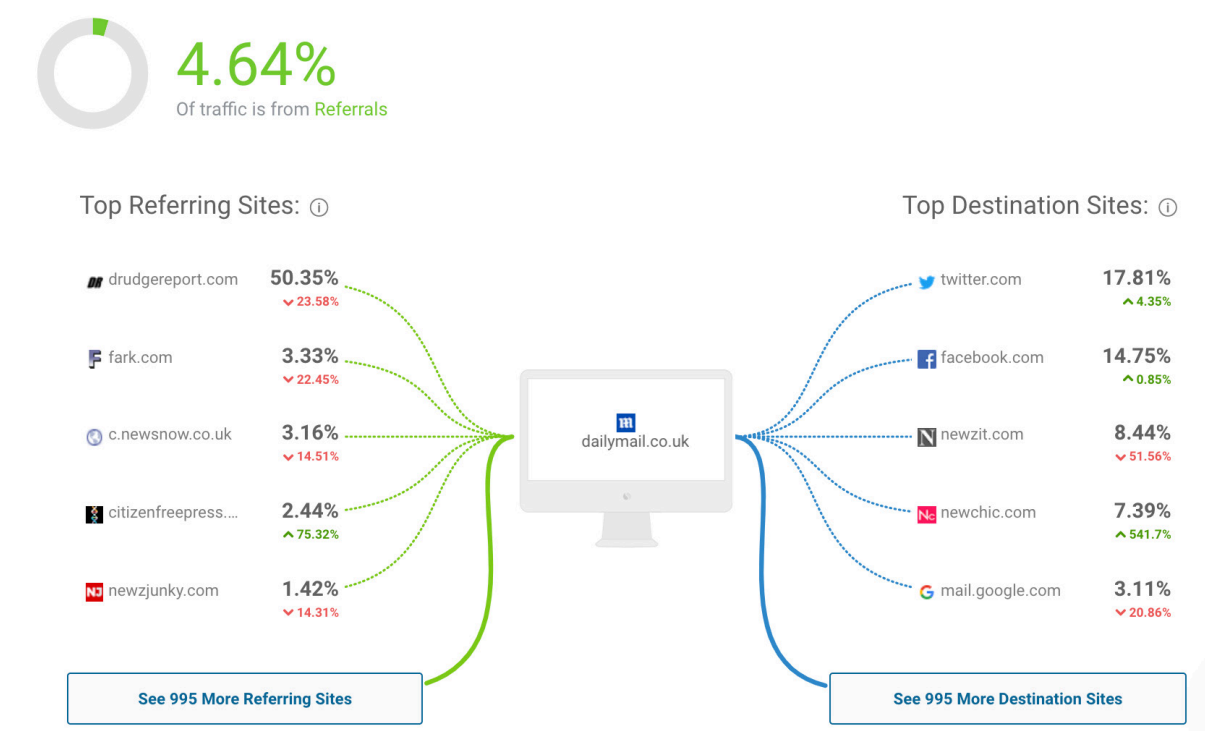 4.64%
Of traffic is from Referrals
Top Referring Sites:
drudgereport.com 50.35%
23.58%
fark.com 3.33%
22.45%
c.newsnow.co.uk 3.16%
14.51%
citizenfreepress.... 2.44%
75.32%
newzjunky.com 1.42%
14.31%
See 995 More Referring Sites
dailymail.co.uk
Top Destination Sites:
twitter.com 17.81%
4.35%
facebook.com 14.75%
0.85%
newzit.com 8.44%
51.56%
newchic.com 7.39%
541.7%
mail.google.com 3.11%
20.86%
See 995 More Destination Sites